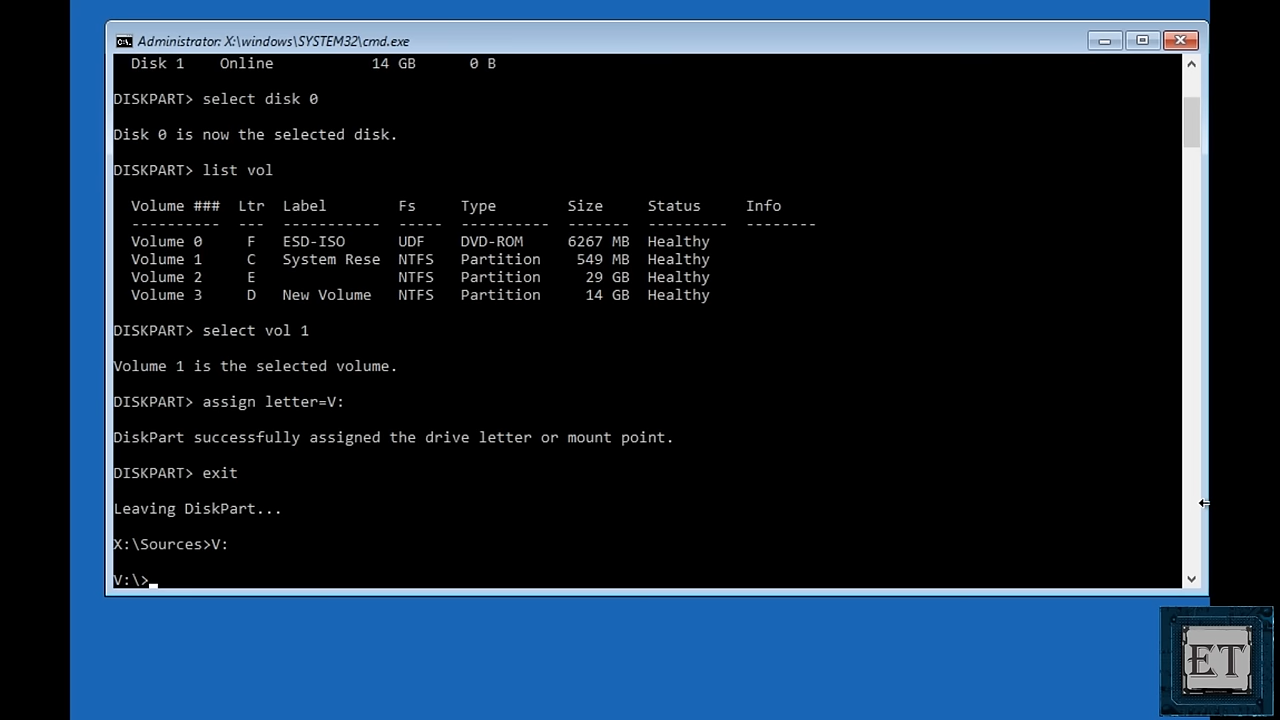 Administrator: X:\windows\SYSTEM32\cmd.exe
Disk 1    Online    14 GB    0 B
DISKPART> select disk 0
Disk 0 is now the selected disk.
DISKPART> list vol
Volume ###  Ltr  Label        Fs     Type        Size     Status     Info
----------  ---  -----------  -----  ----------  -------  ---------  --------
Volume 0     F   ESD-ISO      UDF    DVD-ROM     6267 MB  Healthy
Volume 1     C   System Rese  NTFS   Partition    549 MB  Healthy
Volume 2     E                NTFS   Partition     29 GB  Healthy
Volume 3     D   New Volume   NTFS   Partition     14 GB  Healthy
DISKPART> select vol 1
Volume 1 is the selected volume.
DISKPART> assign letter=V:
DiskPart successfully assigned the drive letter or mount point.
DISKPART> exit
Leaving DiskPart...
X:\Sources>V:
V:\>
ET